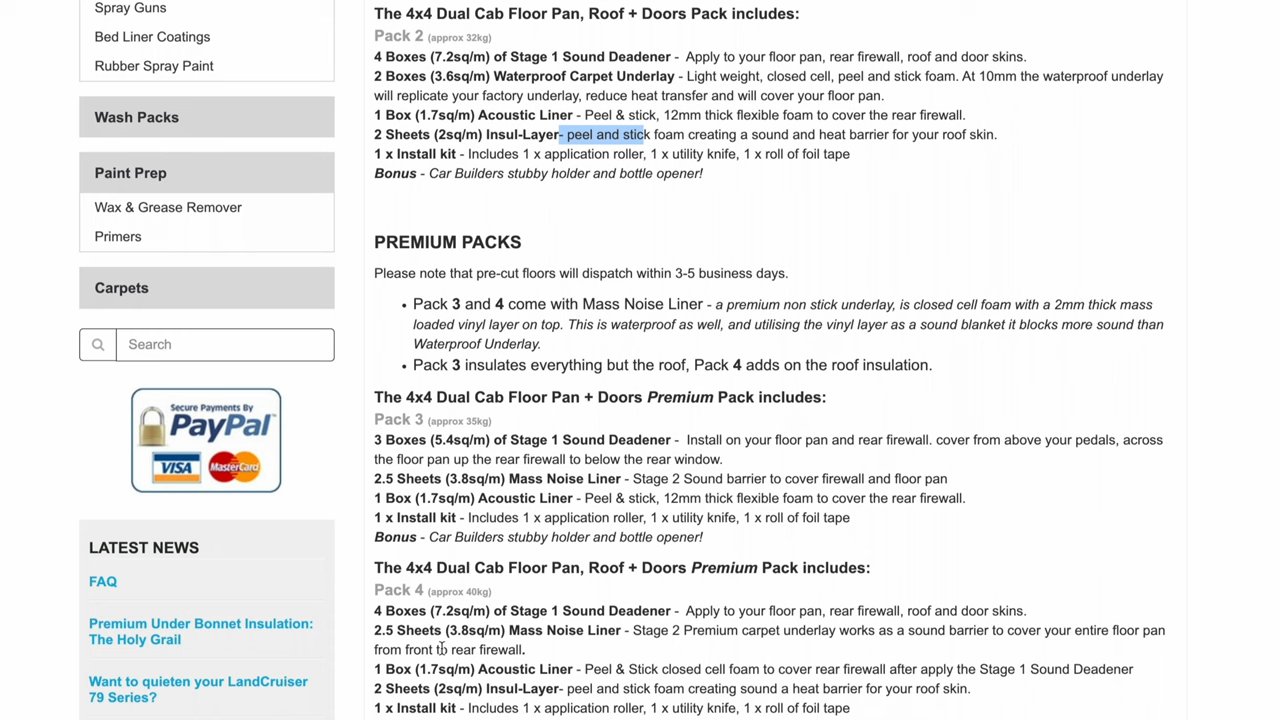 Spray Guns
Bed Liner Coatings
Rubber Spray Paint
Wash Packs
Paint Prep
Wax & Grease Remover
Primers
Carpets
Search
Secure Payments By
PayPal
VISA
MasterCard
LATEST NEWS
FAQ
Premium Under Bonnet Insulation:
The Holy Grail
Want to quieten your LandCruiser
79 Series?
The 4x4 Dual Cab Floor Pan, Roof + Doors Pack includes:
Pack 2 (approx 32kg)
4 Boxes (7.2sq/m) of Stage 1 Sound Deadener - Apply to your floor pan, rear firewall, roof and door skins.
2 Boxes (3.6sq/m) Waterproof Carpet Underlay - Light weight, closed cell, peel and stick foam. At 10mm the waterproof underlay
will replicate your factory underlay, reduce heat transfer and will cover your floor pan.
1 Box (1.7sq/m) Acoustic Liner - Peel & stick, 12mm thick flexible foam to cover the rear firewall.
2 Sheets (2sq/m) Insul-Layer- peel and stick foam creating a sound and heat barrier for your roof skin.
1 x Install kit - Includes 1 x application roller, 1 x utility knife, 1 x roll of foil tape
Bonus - Car Builders stubby holder and bottle opener!
PREMIUM PACKS
Please note that pre-cut floors will dispatch within 3-5 business days.
• Pack 3 and 4 come with Mass Noise Liner - a premium non stick underlay, is closed cell foam with a 2mm thick mass
loaded vinyl layer on top. This is waterproof as well, and utilising the vinyl layer as a sound blanket it blocks more sound than
Waterproof Underlay.
• Pack 3 insulates everything but the roof, Pack 4 adds on the roof insulation.
The 4x4 Dual Cab Floor Pan + Doors Premium Pack includes:
Pack 3 (approx 35kg)
3 Boxes (5.4sq/m) of Stage 1 Sound Deadener - Install on your floor pan and rear firewall. cover from above your pedals, across
the floor pan up the rear firewall to below the rear window.
2.5 Sheets (3.8sq/m) Mass Noise Liner - Stage 2 Sound barrier to cover firewall and floor pan
1 Box (1.7sq/m) Acoustic Liner - Peel & stick, 12mm thick flexible foam to cover the rear firewall.
1 x Install kit - Includes 1 x application roller, 1 x utility knife, 1 x roll of foil tape
Bonus - Car Builders stubby holder and bottle opener!
The 4x4 Dual Cab Floor Pan, Roof + Doors Premium Pack includes:
Pack 4 (approx 40kg)
4 Boxes (7.2sq/m) of Stage 1 Sound Deadener - Apply to your floor pan, rear firewall, roof and door skins.
2.5 Sheets (3.8sq/m) Mass Noise Liner - Stage 2 Premium carpet underlay works as a sound barrier to cover your entire floor pan
from front to rear firewall.
1 Box (1.7sq/m) Acoustic Liner - Peel & Stick closed cell foam to cover rear firewall after apply the Stage 1 Sound Deadener
2 Sheets (2sq/m) Insul-Layer- peel and stick foam creating sound a heat barrier for your roof skin.
1 x Install kit - Includes 1 x application roller, 1 x utility knife, 1 x roll of foil tape